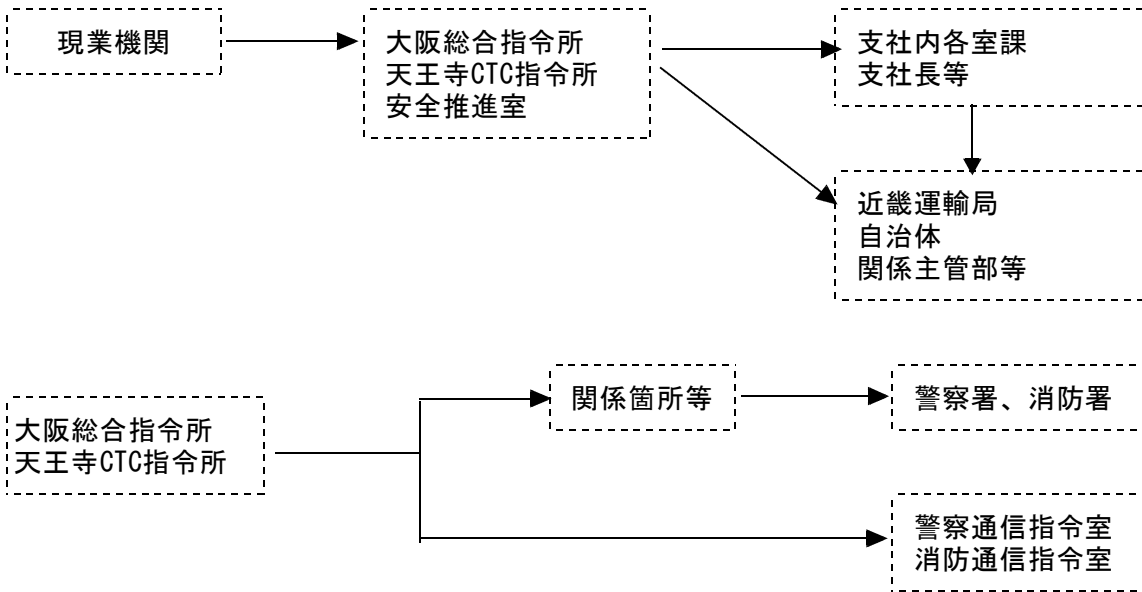 現業機関
大阪総合指令所
天王寺CTC指令所
安全推進室
支社内各室課
支社長等
近畿運輸局
自治体
関係主管部等
大阪総合指令所
天王寺CTC指令所
関係箇所等
警察署、消防署
警察通信指令室
消防通信指令室